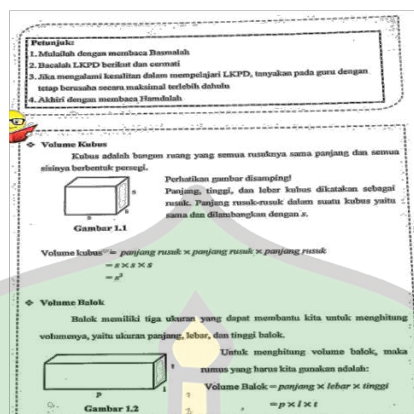 Petunjuk:
1. Mulailah dengan membaca Basmalah
2. Bacalah LKPD berikut dan cermati
3. Jika mengalami kesulitan dalam mempelajari LKPD, tanyakan pada guru dengan
tetap berusaha secara maksimal terlebih dahulu
4. Akhiri dengan membaca Hamdalah
❖ Volume Kubus
Kubus adalah bangun ruang yang semua rusuknya sama panjang dan semua
sisinya berbentuk persegi.
Perhatikan gambar disamping!
Panjang, tinggi, dan lebar kubus dikatakan sebagai
rusuk. Panjang rusuk-rusuk dalam suatu kubus yaitu
sama dan dilambangkan dengan s.
s
s
s
Gambar 1.1
Volume kubus = panjang rusuk × panjang rusuk × panjang rusuk
= s × s × s
= s³
❖ Volume Balok
Balok memiliki tiga ukuran yang dapat membantu kita untuk menghitung
volumenya, yaitu ukuran panjang, lebar, dan tinggi balok.
Untuk menghitung volume balok, maka
rumus yang harus kita gunakan adalah:
Volume Balok = panjang × lebar × tinggi
= p × l × t
t
l
p
Gambar 1.2